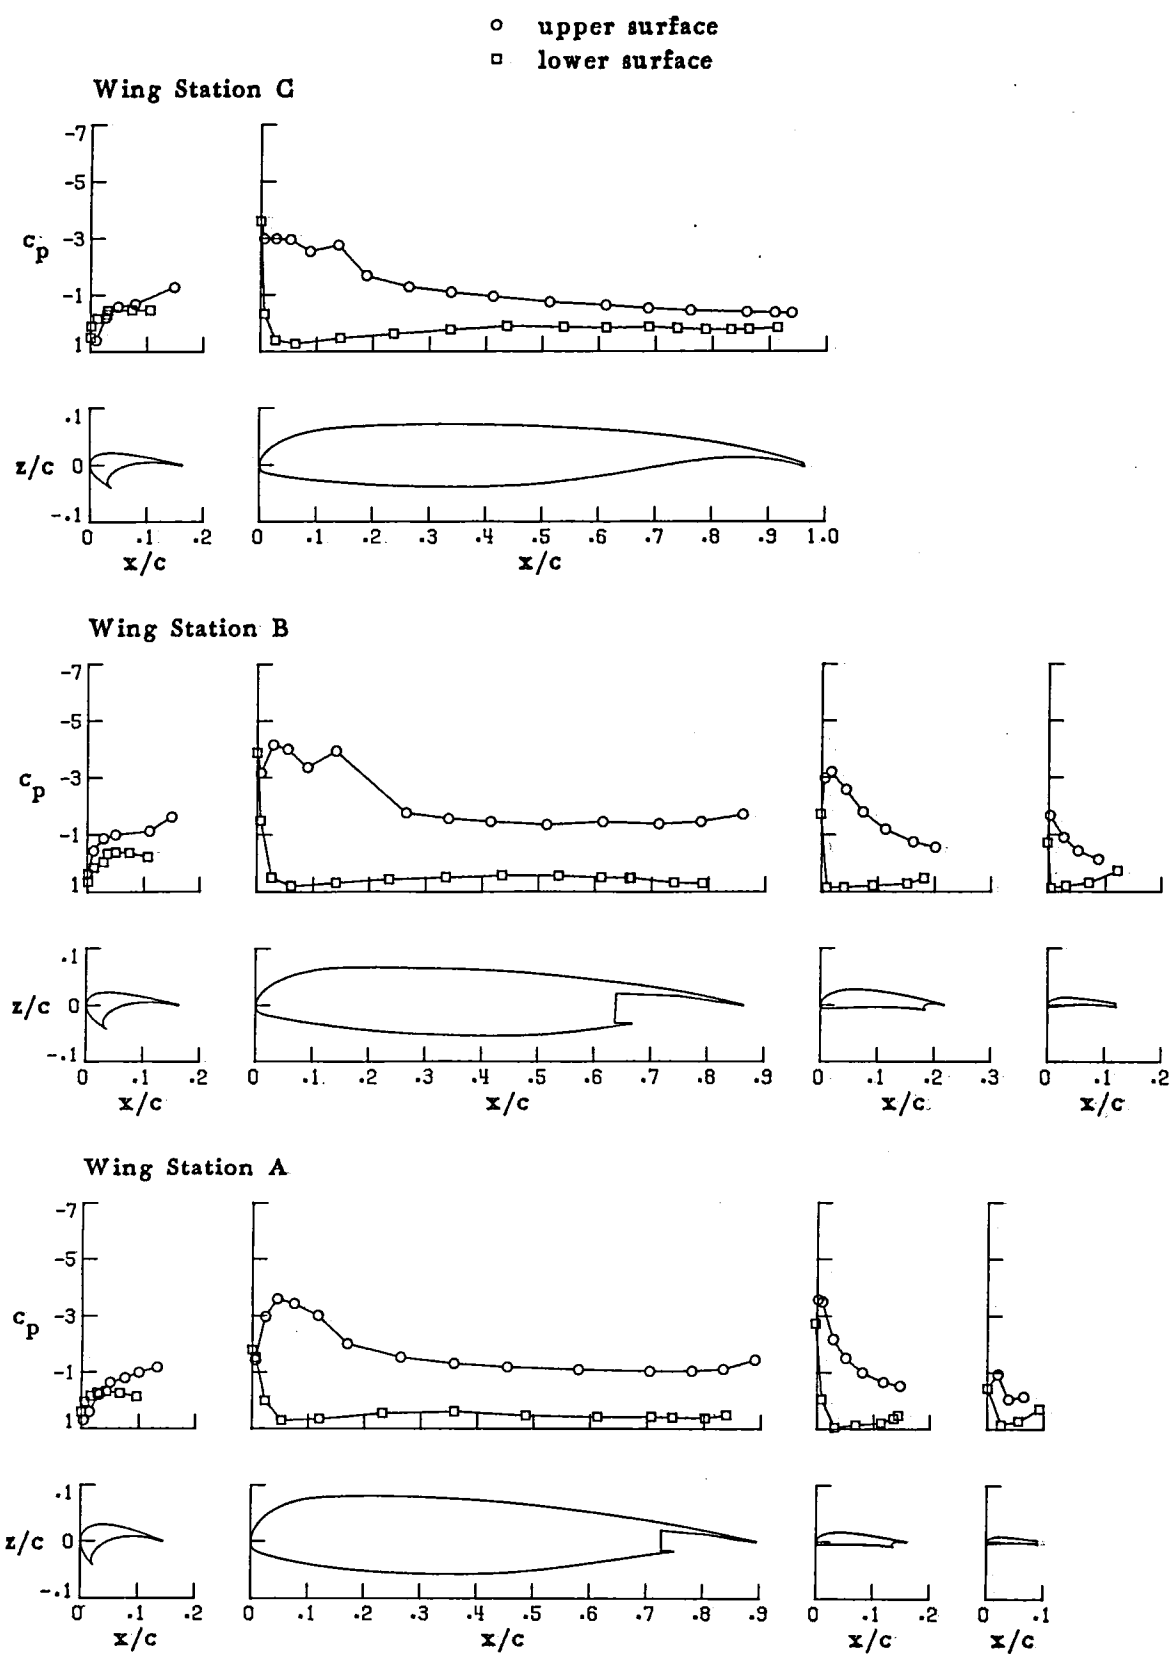 upper surface
lower surface
Wing Station C
-7
-5
cp -3
-1
1
.1
z/c 0
-.1
0 .1 .2 0 .1 .2 .3 .4 .5 .6 .7 .8 .9 1.0
x/c x/c
Wing Station B
-7
-5
cp -3
-1
1
.1
z/c 0
-.1
0 .1 .2 0 .1 .2 .3 .4 .5 .6 .7 .8 .9 0 .1 .2 .3 0 .1 .2
x/c x/c x/c x/c
Wing Station A
-7
-5
cp -3
-1
1
.1
z/c 0
-.1
0 .1 .2 0 .1 .2 .3 .4 .5 .6 .7 .8 .9 0 .1 .2 0 .1
x/c x/c x/c x/c